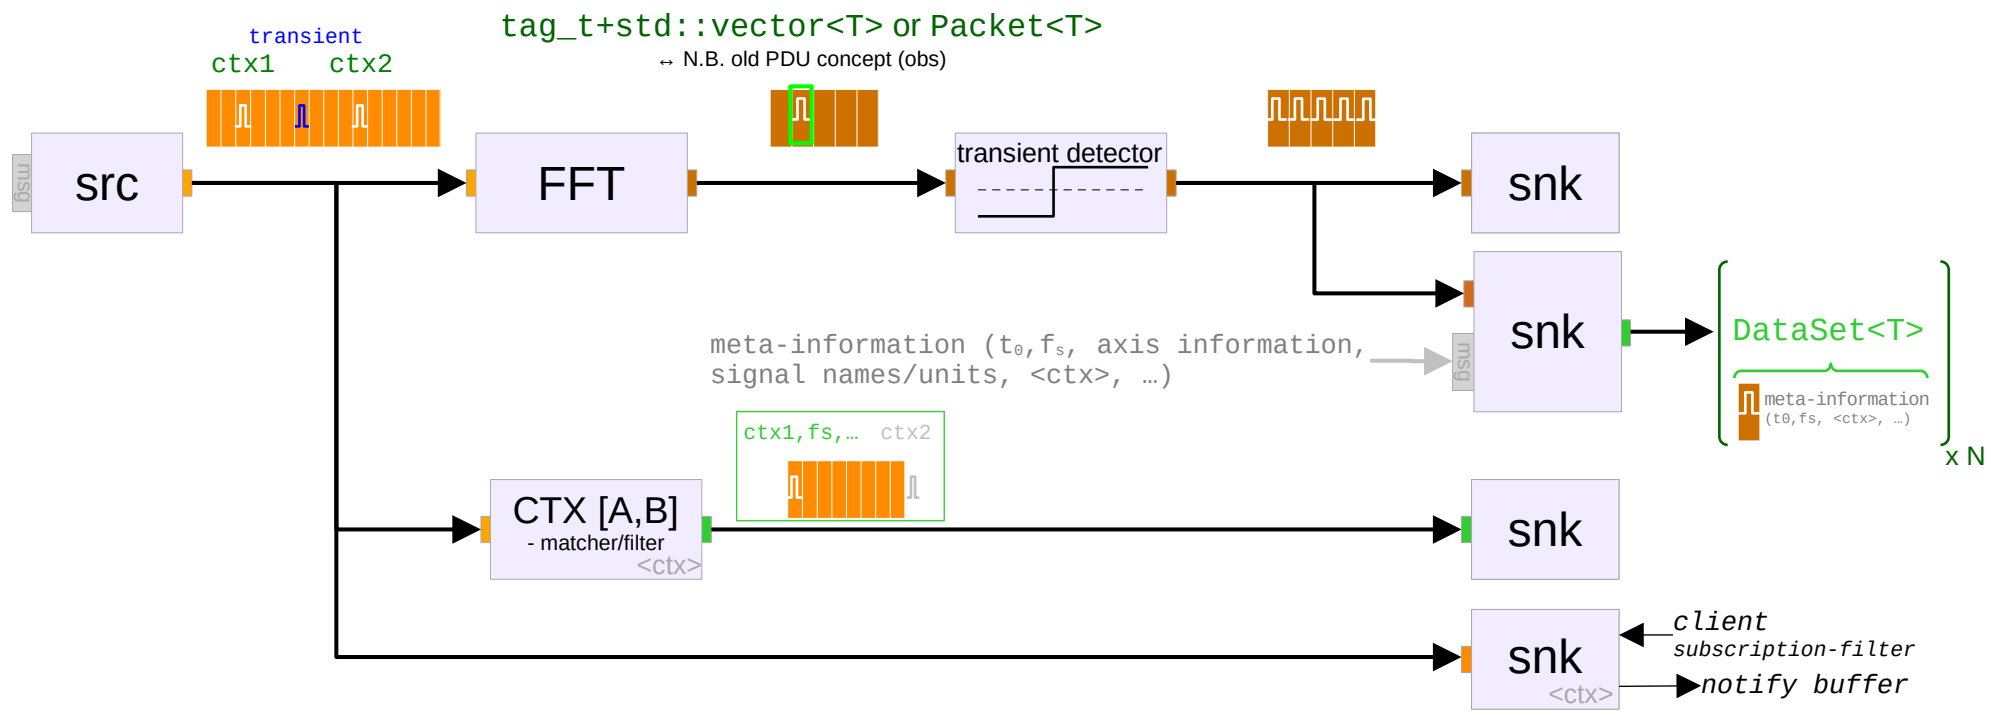 tag_t+std::vector<T> or Packet<T>
↔ N.B. old PDU concept (obs)
transient
ctx1 ctx2
msg
src
FFT
transient detector
snk
snk
msg
meta-information (t₀,fₛ, axis information,
signal names/units, <ctx>, …)
DataSet<T>
meta-information
(t0,fs, <ctx>, …)
x N
ctx1,fs,… ctx2
CTX [A,B]
- matcher/filter
<ctx>
snk
snk
<ctx>
client
subscription-filter
notify buffer